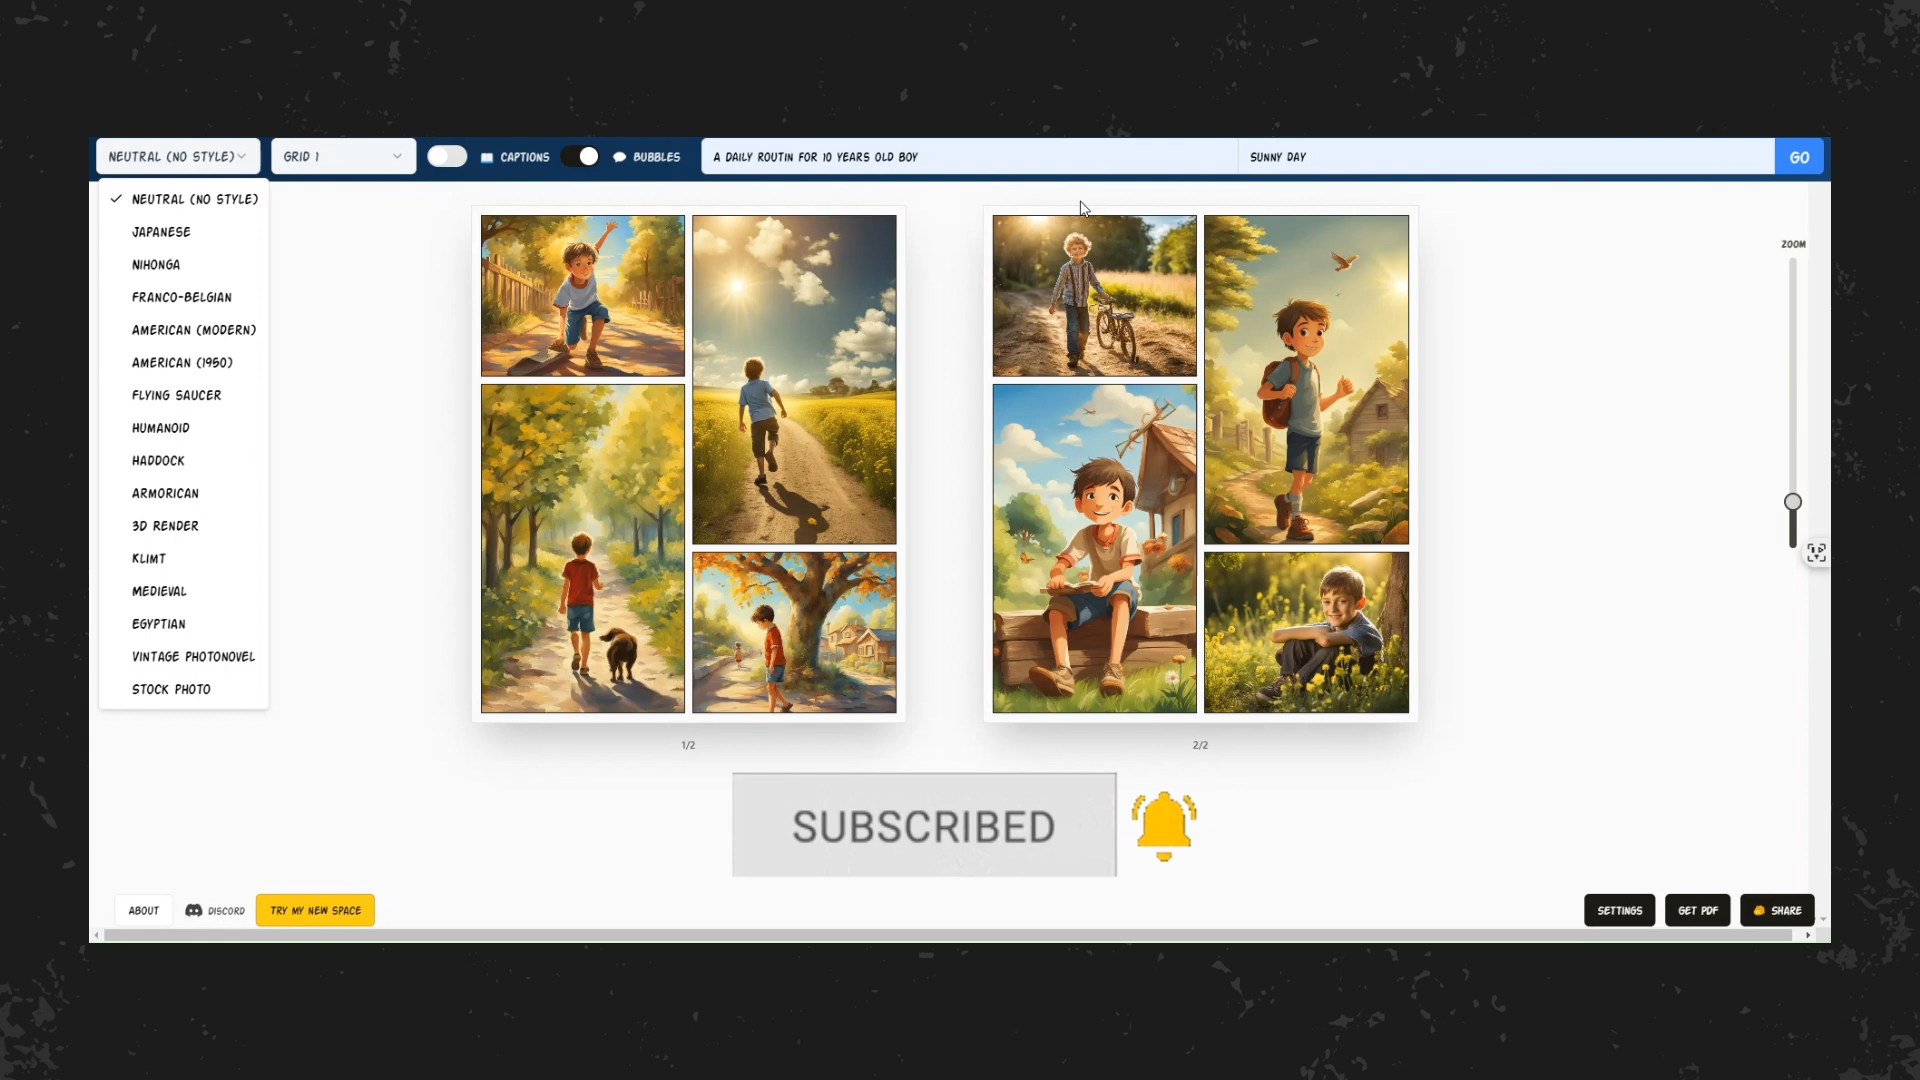 NEUTRAL (NO STYLE)
GRID 1
CAPTIONS
BUBBLES
A DAILY ROUTIN FOR 10 YEARS OLD BOY
SUNNY DAY
GO
NEUTRAL (NO STYLE)
JAPANESE
NIHONGA
FRANCO-BELGIAN
AMERICAN (MODERN)
AMERICAN (1950)
FLYING SAUCER
HUMANOID
HADDOCK
ARMORICAN
3D RENDER
KLIMT
MEDIEVAL
EGYPTIAN
VINTAGE PHOTONOVEL
STOCK PHOTO
ZOOM
1/2
2/2
SUBSCRIBED
ABOUT
DISCORD
TRY MY NEW SPACE
SETTINGS
GET PDF
SHARE